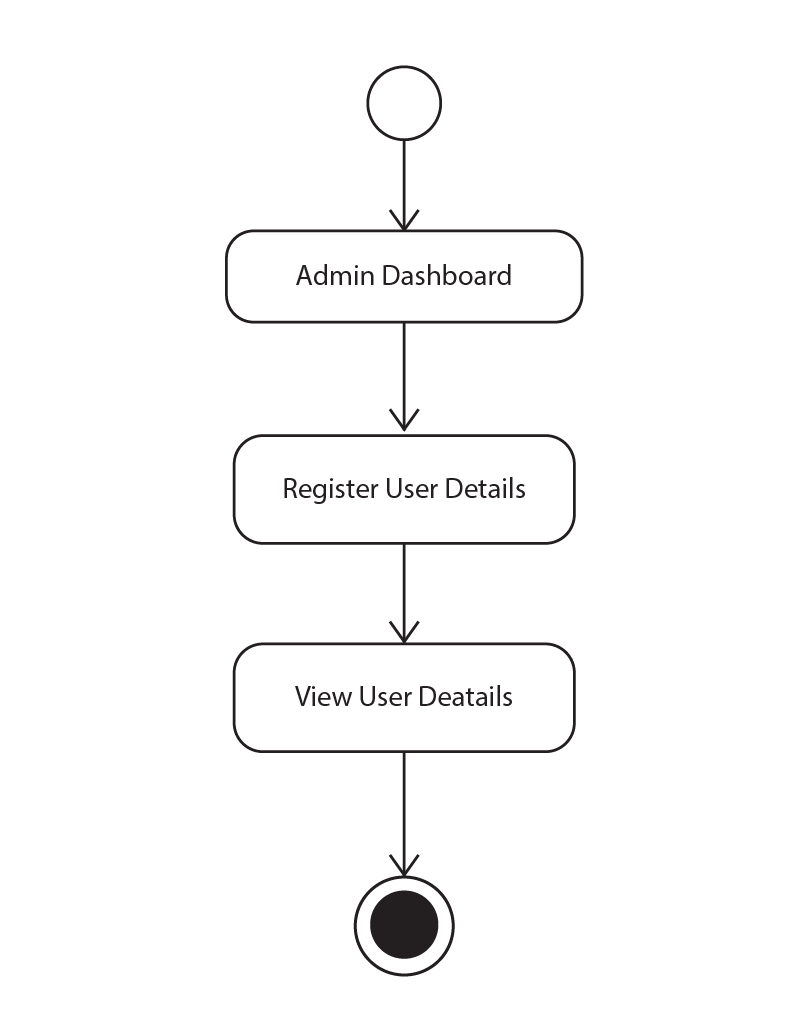 Admin Dashboard
Register User Details
View User Deatails